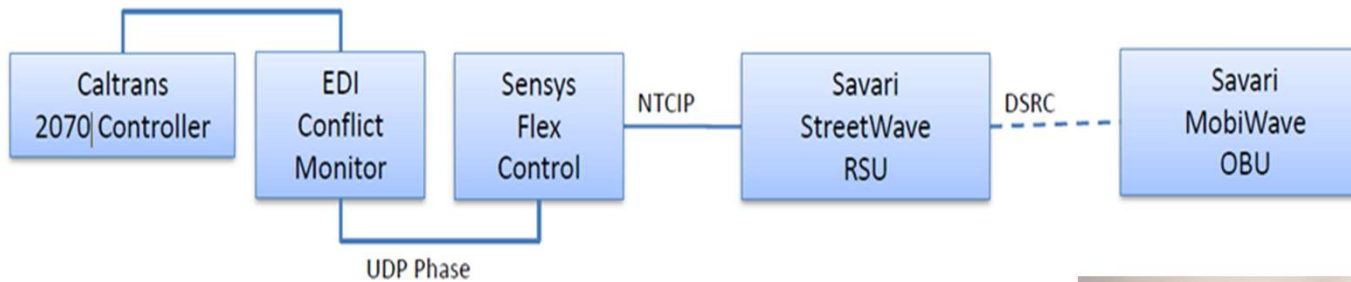 Caltrans
2070 Controller
EDI
Conflict
Monitor
Sensys
Flex
Control
NTCIP
Savari
StreetWave
RSU
DSRC
Savari
MobiWave
OBU
UDP Phase